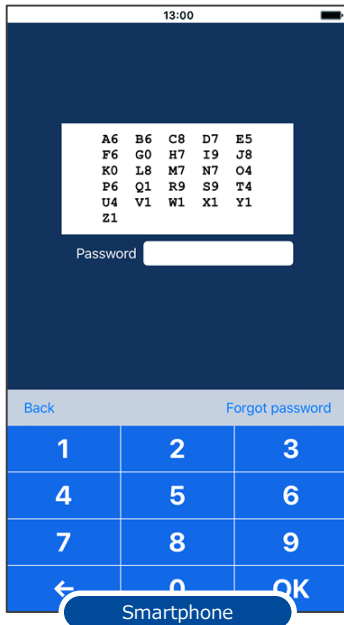 13:00
A6 B6 C8 D7 E5
F6 G0 H7 I9 J8
K0 L8 M7 N7 O4
P6 Q1 R9 S9 T4
U4 V1 W1 X1 Y1
Z1
Password
Back Forgot password
1 2 3
4 5 6
7 8 9
← 0 OK
Smartphone